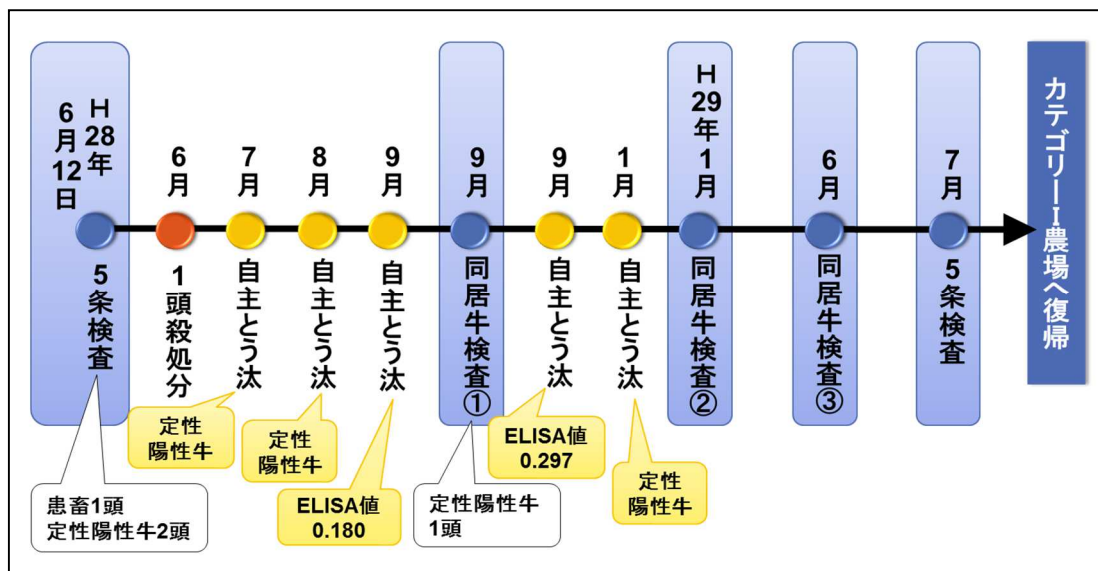 H28年
6月12日
5条検査
患畜1頭
定性陽性牛2頭
6月
1頭殺処分
7月
自主とう汰
定性
陽性牛
8月
自主とう汰
定性
陽性牛
9月
自主とう汰
ELISA値
0.180
9月
同居牛検査①
定性陽性牛
1頭
9月
自主とう汰
ELISA値
0.297
1月
自主とう汰
定性
陽性牛
H29年1月
同居牛検査②
6月
同居牛検査③
7月
5条検査
カテゴリーⅠ農場へ復帰